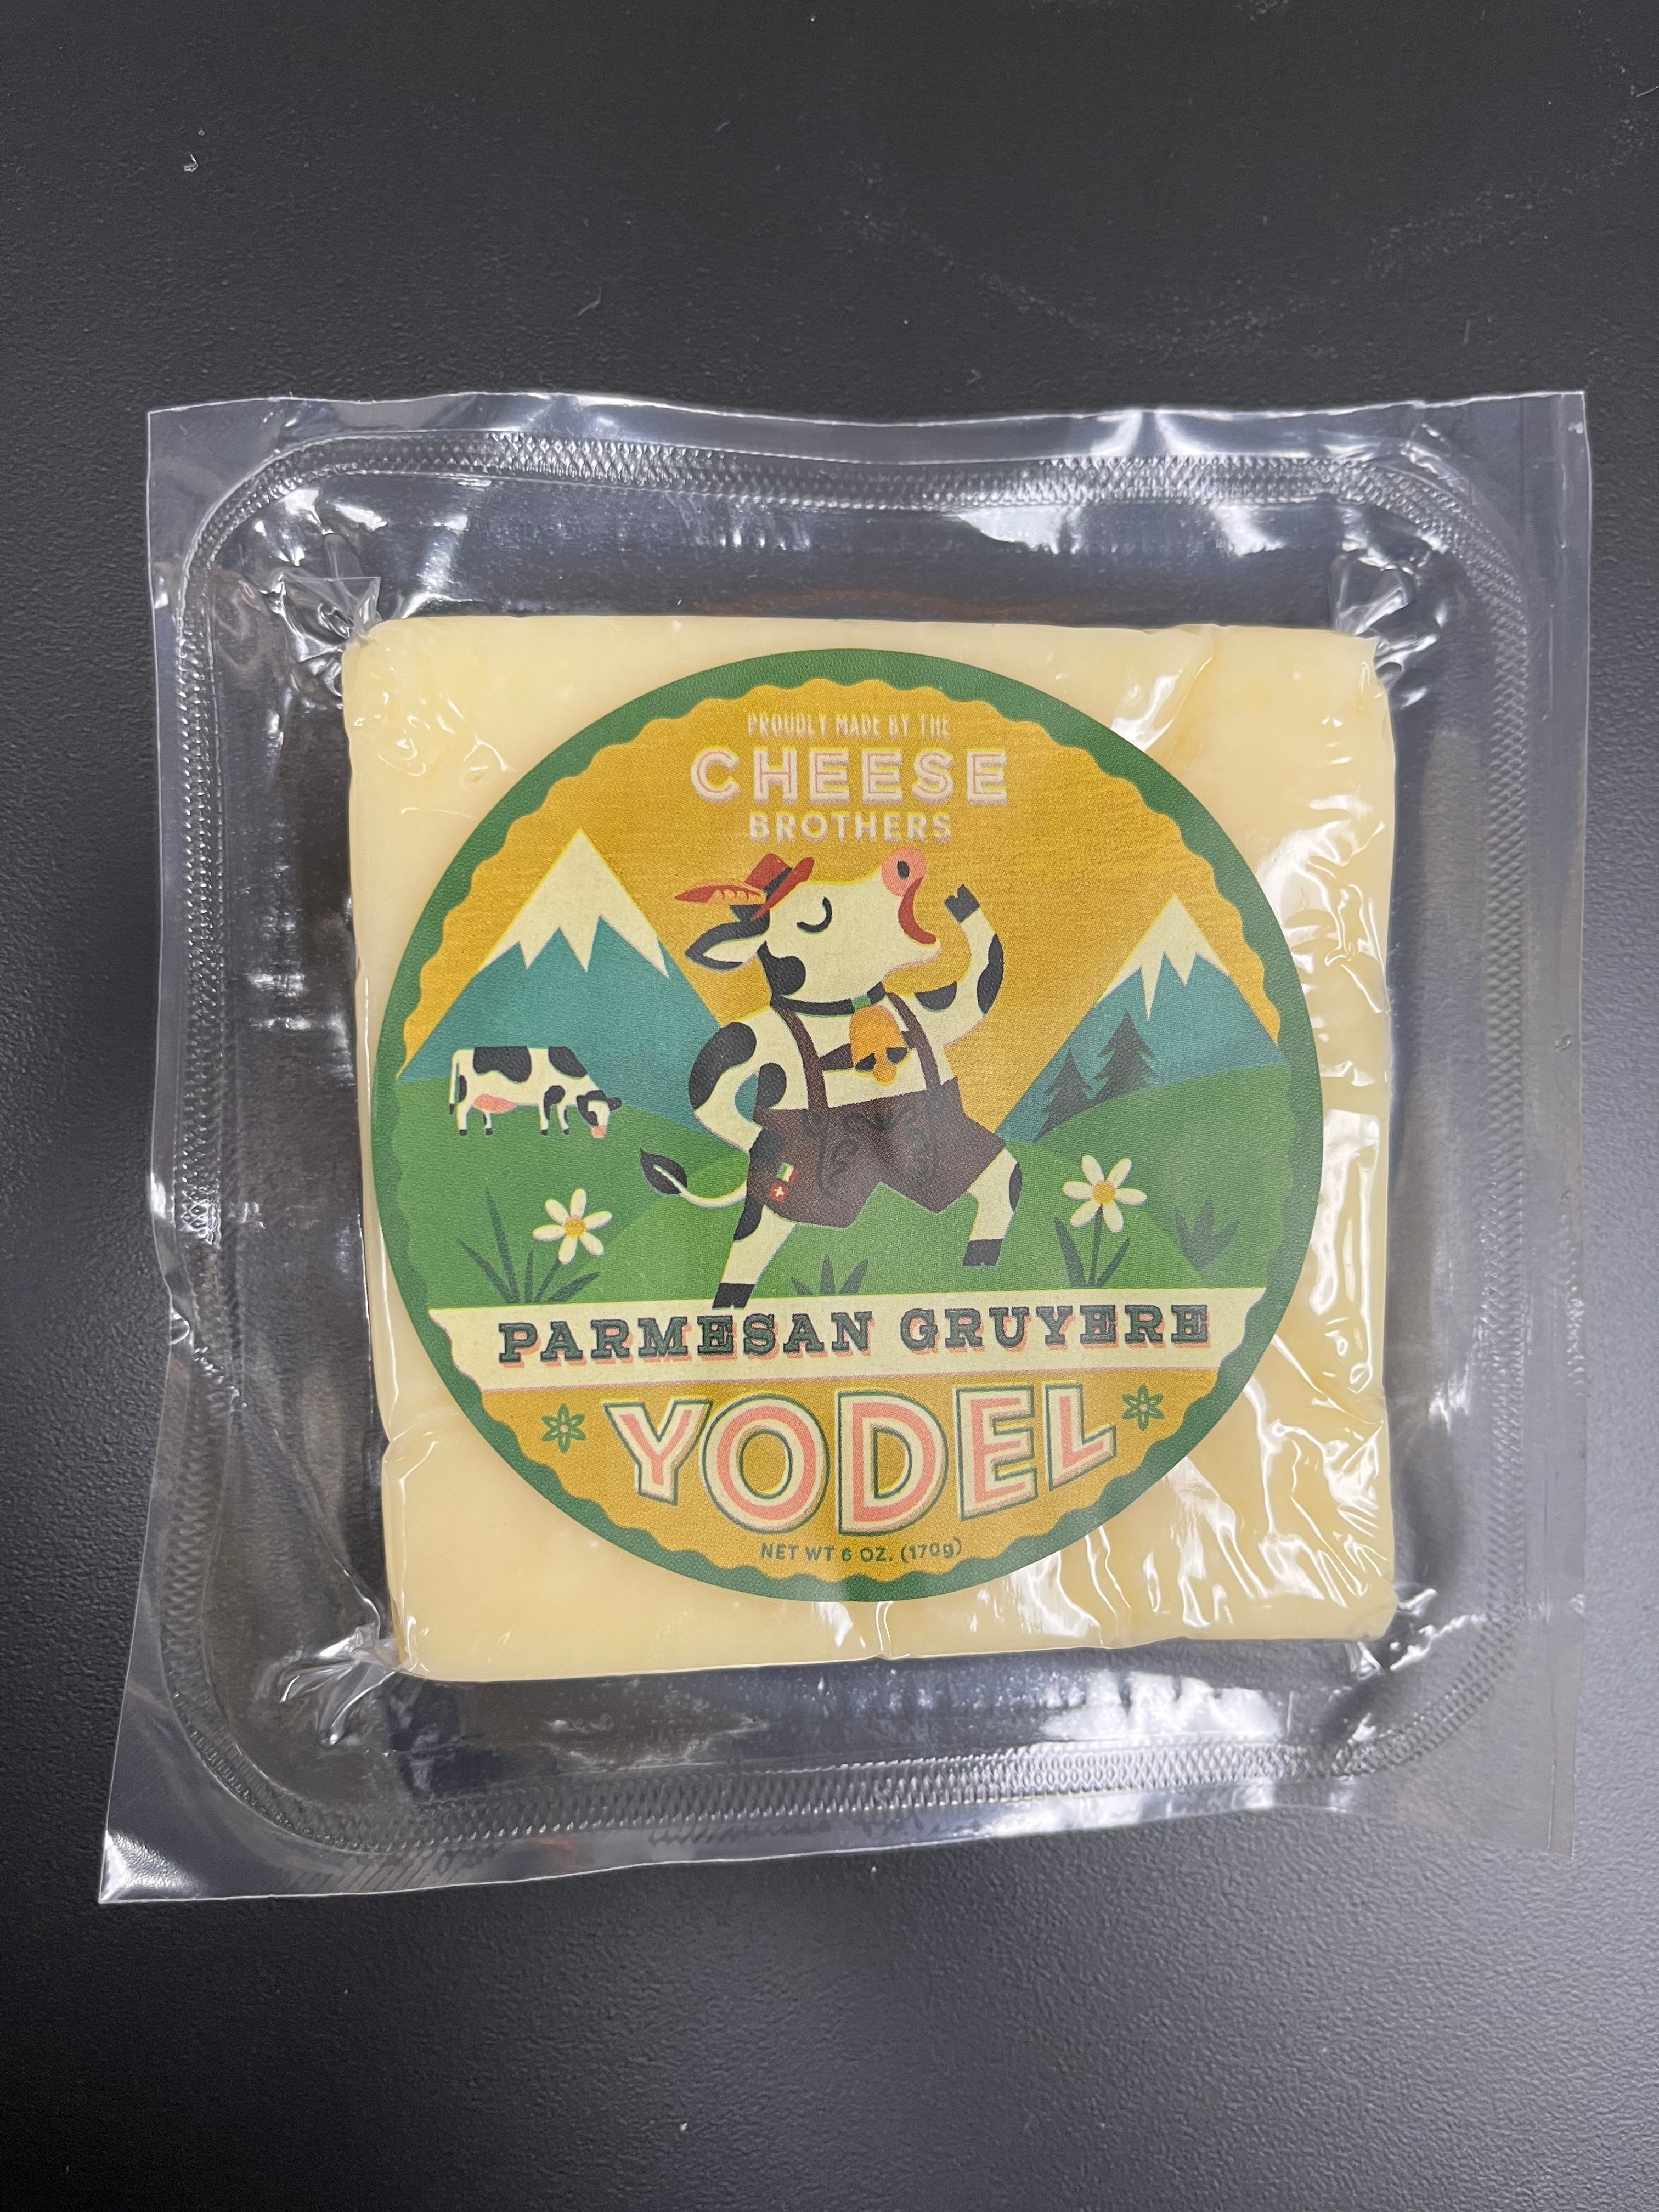 PROUDLY MADE BY THE
CHEESE
BROTHERS
PARMESAN GRUYERE
YODEL
NET WT 6 OZ. (170g)